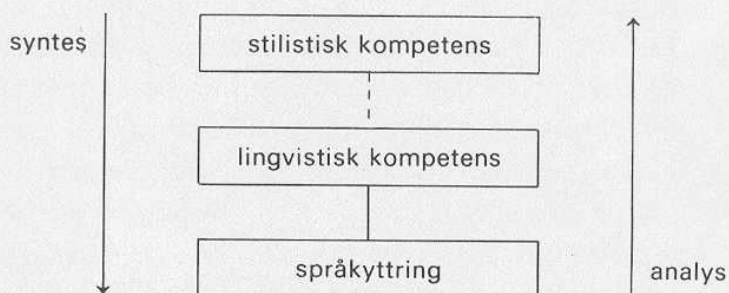 syntes
stilistisk kompetens
lingvistisk kompetens
språkyttring
analys